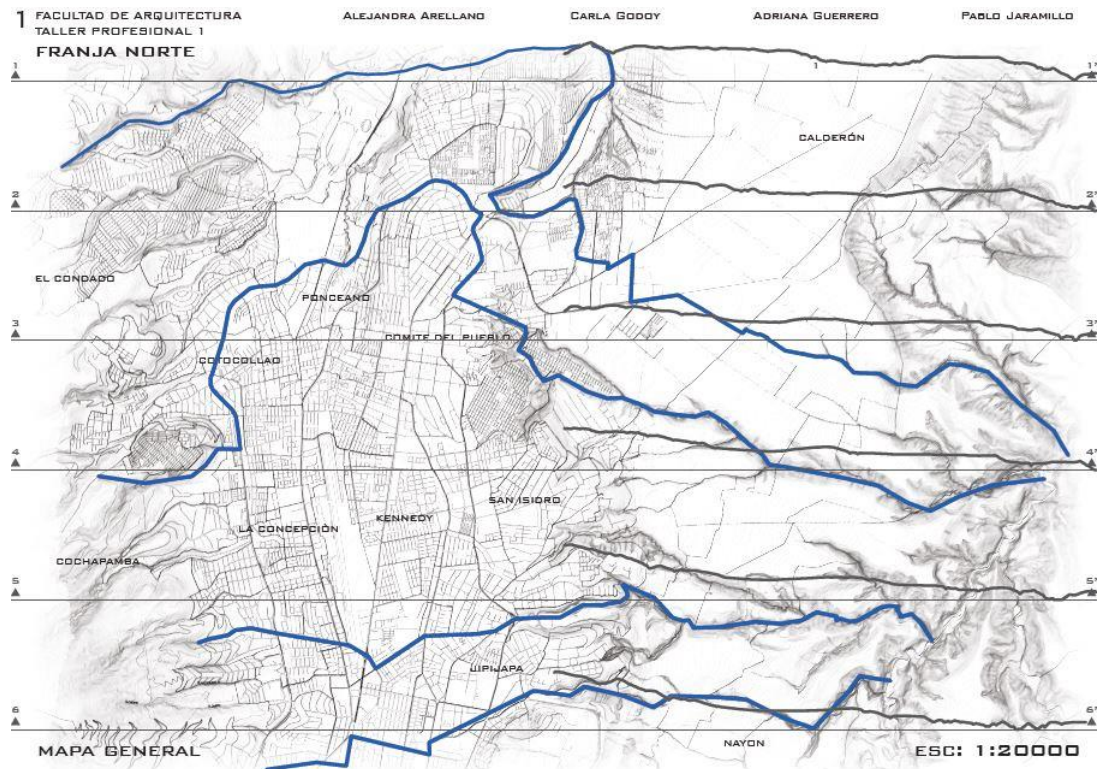 1 FACULTAD DE ARQUITECTURA ALEJANDRA ARELLANO CARLA GODOY ADRIANA GUERRERO PABLO JARAMILLO
TALLER PROFESIONAL 1
FRANJA NORTE
1 1 1'
CALDERÓN
2 2'
EL CONDADO
PONCEANO
3 3'
COMITE DEL PUEBLO
COTOCOLLAO
4 4'
SAN ISIDRO
KENNEDY
LA CONCEPCIÓN
COCHAPAMBA
5 5'
JIPIJAPA
6 6'
NAYON
MAPA GENERAL ESC: 1:20000